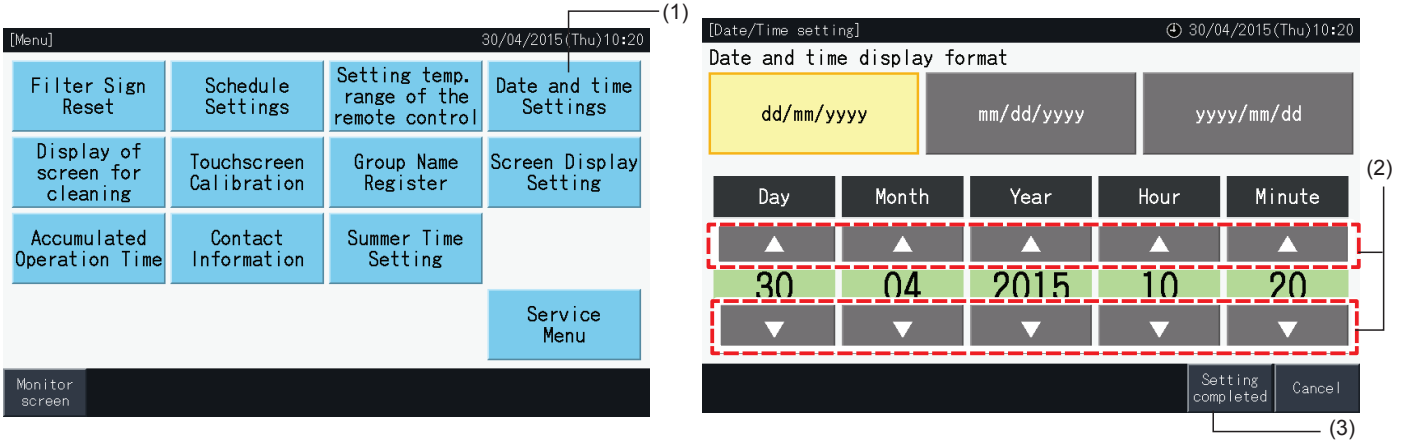 (1)
[Menu]
30/04/2015(Thu)10:20
Filter Sign
Reset
Schedule
Settings
Setting temp.
range of the
remote control
Date and time
Settings
Display of
screen for
cleaning
Touchscreen
Calibration
Group Name
Register
Screen Display
Setting
Accumulated
Operation Time
Contact
Information
Summer Time
Setting
Service
Menu
Monitor
screen
[Date/Time setting]
30/04/2015(Thu)10:20
Date and time display format
dd/mm/yyyy
mm/dd/yyyy
yyyy/mm/dd
(2)
Day
Month
Year
Hour
Minute
30
04
2015
10
20
Setting
completed
Cancel
(3)